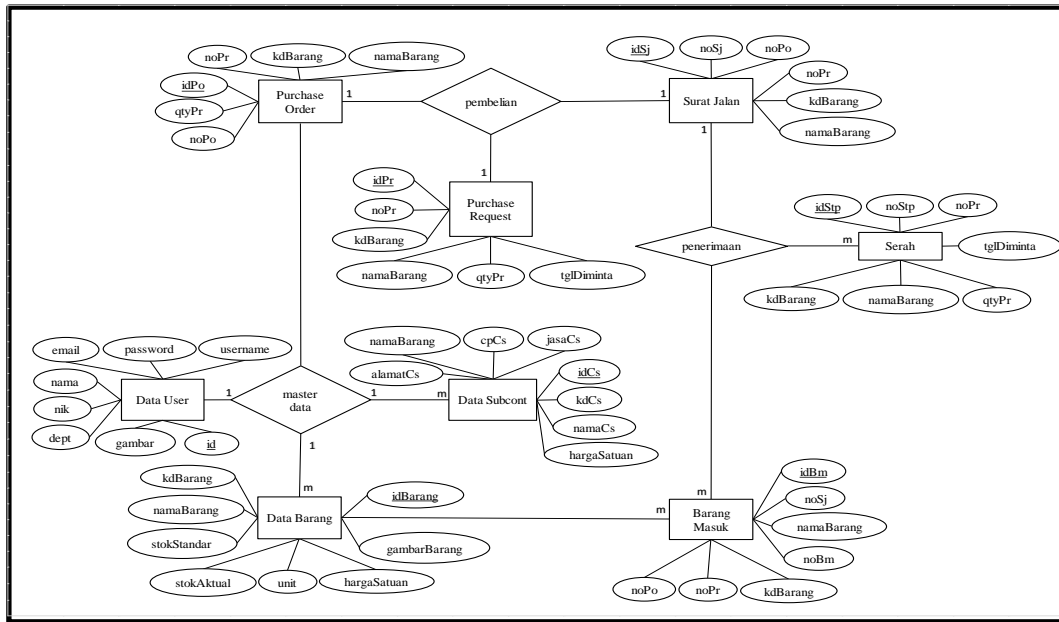 noPr
kdBarang
namaBarang
idPo
qtyPr
noPo
Purchase
Order
1
pembelian
1
idSj
noSj
noPo
Surat Jalan
noPr
kdBarang
namaBarang
1
1
idPr
noPr
kdBarang
Purchase
Request
namaBarang
qtyPr
tglDiminta
penerimaan
m
idStp
noStp
noPr
Serah
tglDiminta
kdBarang
namaBarang
qtyPr
email
password
username
nama
nik
dept
Data User
gambar
id
1
master
data
1
m
1
namaBarang
cpCs
jasaCs
alamatCs
Data Subcont
idCs
kdCs
namaCs
hargaSatuan
m
kdBarang
namaBarang
stokStandar
Data Barang
idBarang
gambarBarang
stokAktual
unit
hargaSatuan
m
m
Barang
Masuk
idBm
noSj
namaBarang
noBm
noPo
noPr
kdBarang